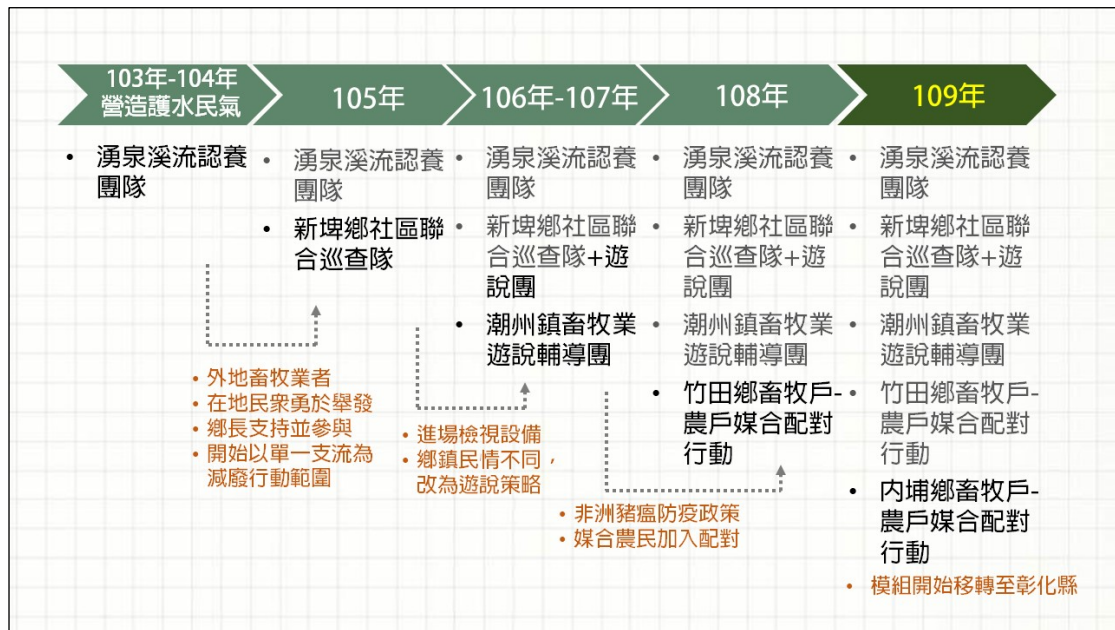 103年-104年
營造護水民氣
105年
106年-107年
108年
109年
• 湧泉溪流認養
團隊
• 湧泉溪流認養
團隊
• 新埤鄉社區聯
合巡查隊
• 湧泉溪流認養
團隊
• 新埤鄉社區聯
合巡查隊+遊
說團
• 潮州鎮畜牧業
遊說輔導團
• 湧泉溪流認養
團隊
• 新埤鄉社區聯
合巡查隊+遊
說團
• 潮州鎮畜牧業
遊說輔導團
• 竹田鄉畜牧戶-
農戶媒合配對
行動
• 湧泉溪流認養
團隊
• 新埤鄉社區聯
合巡查隊+遊
說團
• 潮州鎮畜牧業
遊說輔導團
• 竹田鄉畜牧戶-
農戶媒合配對
行動
• 內埔鄉畜牧戶-
農戶媒合配對
行動
• 外地畜牧業者
• 在地民衆勇於舉發
• 鄉長支持並參與
• 開始以單一支流為
減廢行動範圍
• 進場檢視設備
• 鄉鎮民情不同，
改為遊說策略
• 非洲豬瘟防疫政策
• 媒合農民加入配對
• 模組開始移轉至彰化縣